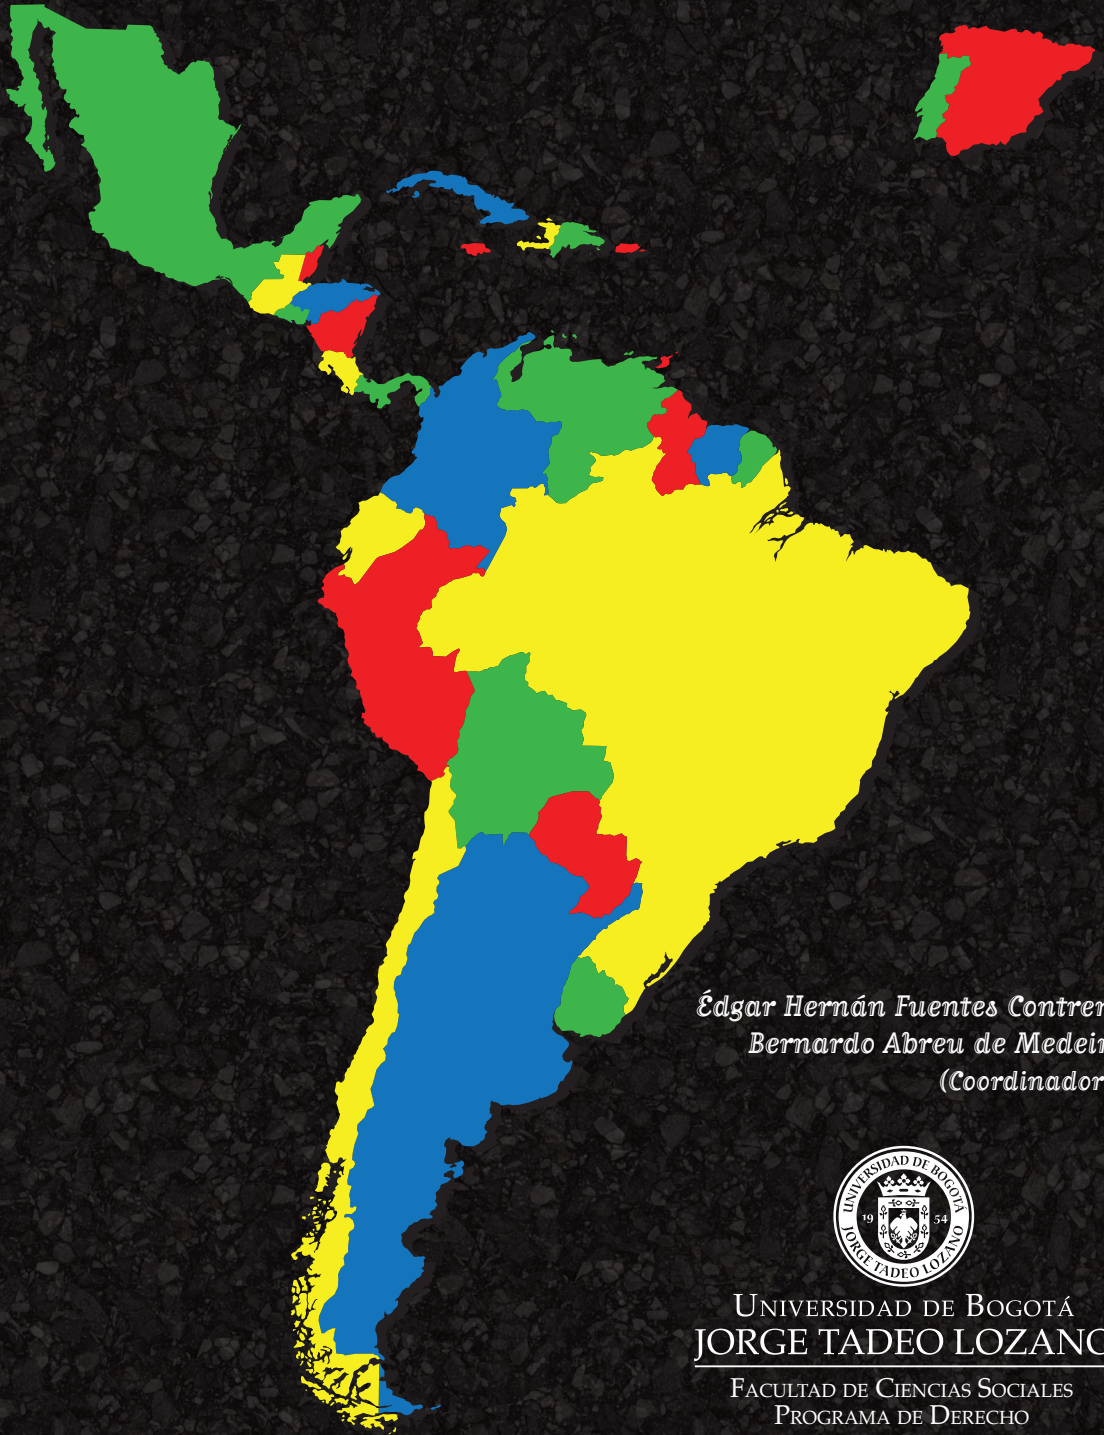 Édgar Hernán Fuentes Contrer
Bernardo Abreu de Medeir
(Coordinador
UNIVERSIDAD DE BOGOTÁ
19 54
JORGE TADEO LOZANO
UNIVERSIDAD DE BOGOTÁ
JORGE TADEO LOZANO
FACULTAD DE CIENCIAS SOCIALES
PROGRAMA DE DERECHO